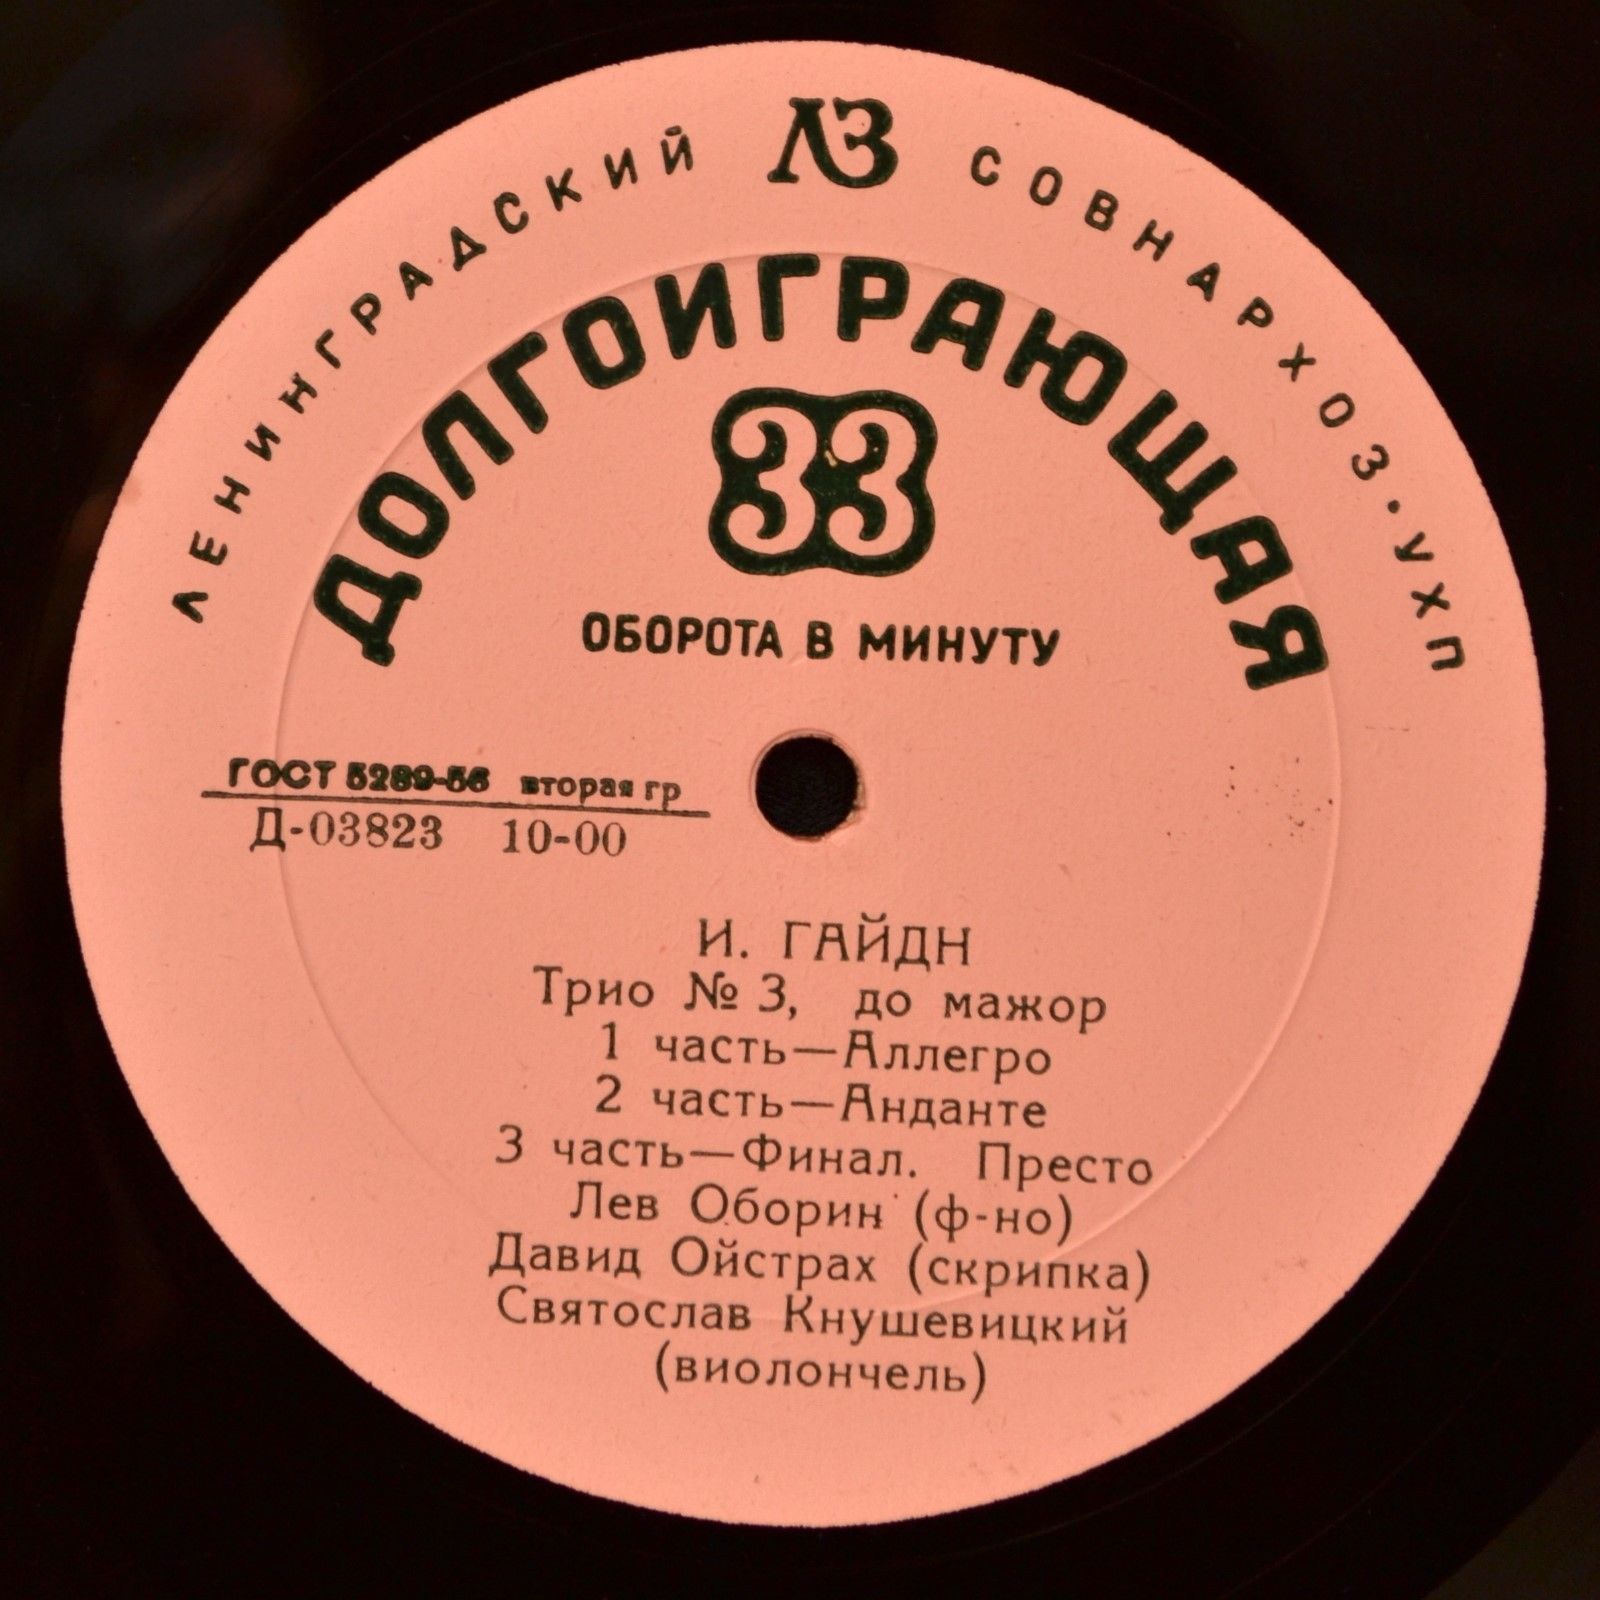 ЛЕНИНГРАДСКИЙ ЛЗ СОВНАРХОЗ · УХП
ДОЛГОИГРАЮЩАЯ
33
ОБОРОТА В МИНУТУ
ГОСТ 5289-56 вторая гр
Д-03823 10-00
И. ГАЙДН
Трио № 3, до мажор
1 часть—Аллегро
2 часть—Анданте
3 часть—Финал. Престо
Лев Оборин (ф-но)
Давид Ойстрах (скрипка)
Святослав Кнушевицкий
(виолончель)